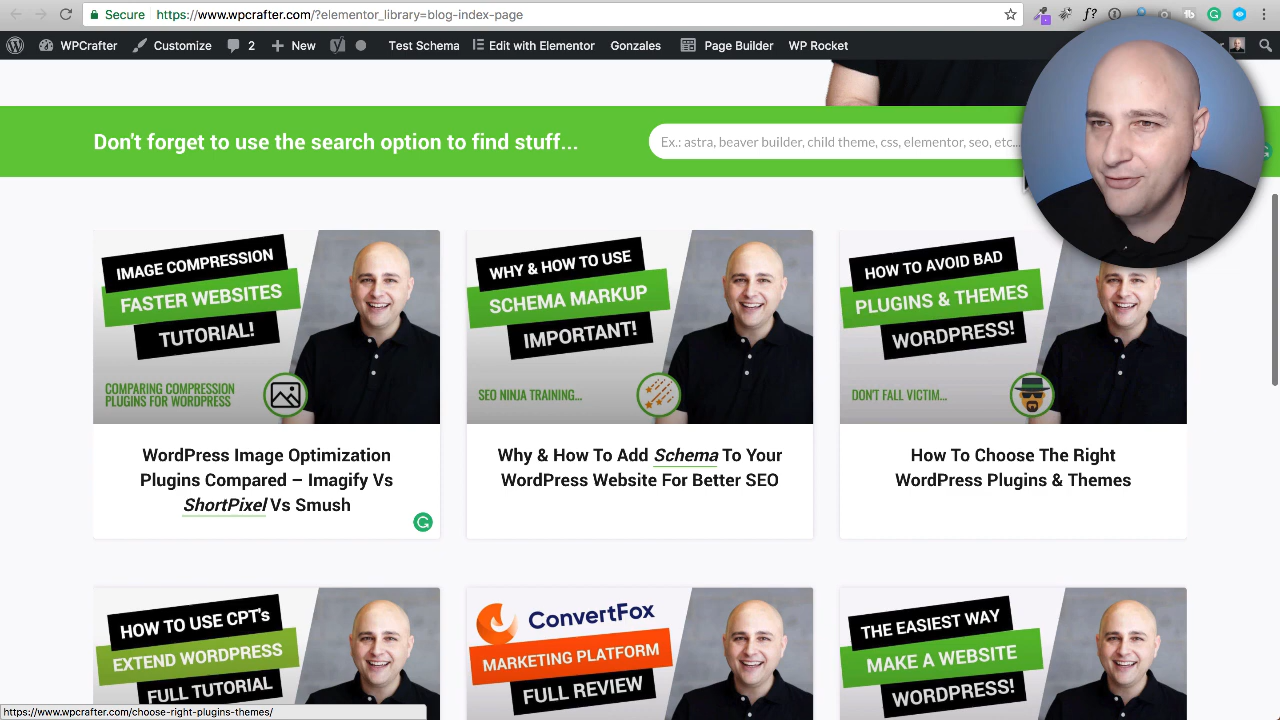 Secure https://www.wpcrafter.com/?elementor_library=blog-index-page
WPCrafter Customize 2 + New Test Schema Edit with Elementor Gonzales Page Builder WP Rocket
Don't forget to use the search option to find stuff...
Ex.: astra, beaver builder, child theme, css, elementor, seo, etc...
IMAGE COMPRESSION
FASTER WEBSITES
TUTORIAL!
COMPARING COMPRESSION
PLUGINS FOR WORDPRESS
WHY & HOW TO USE
SCHEMA MARKUP
IMPORTANT!
SEO NINJA TRAINING...
HOW TO AVOID BAD
PLUGINS & THEMES
WORDPRESS!
DON'T FALL VICTIM...
WordPress Image Optimization
Plugins Compared – Imagify Vs
ShortPixel Vs Smush
Why & How To Add Schema To Your
WordPress Website For Better SEO
How To Choose The Right
WordPress Plugins & Themes
HOW TO USE CPT's
EXTEND WORDPRESS
FULL TUTORIAL
ConvertFox
MARKETING PLATFORM
FULL REVIEW
THE EASIEST WAY
MAKE A WEBSITE
WORDPRESS!
https://www.wpcrafter.com/choose-right-plugins-themes/